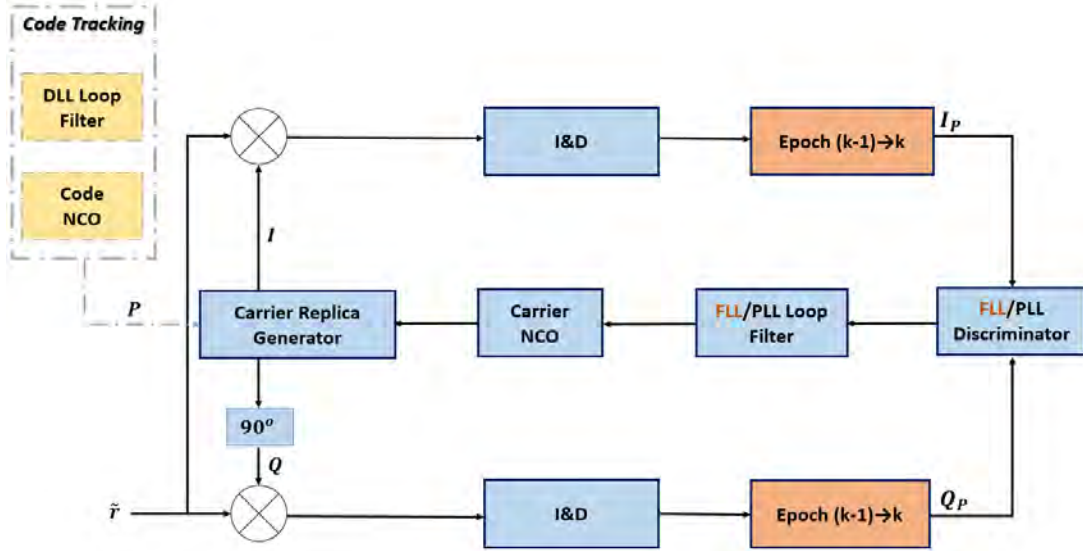 Code Tracking
DLL Loop
Filter
Code
NCO
I&D
Epoch (k-1)→k
I_P
I
P
Carrier Replica
Generator
Carrier
NCO
FLL/PLL Loop
Filter
FLL/PLL
Discriminator
90°
Q
r̃
I&D
Epoch (k-1)→k
Q_P